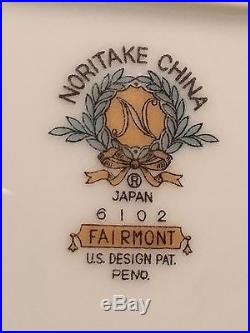 NORITAKE CHINA
N
®
JAPAN
6102
FAIRMONT
U.S. DESIGN PAT.
PEND.